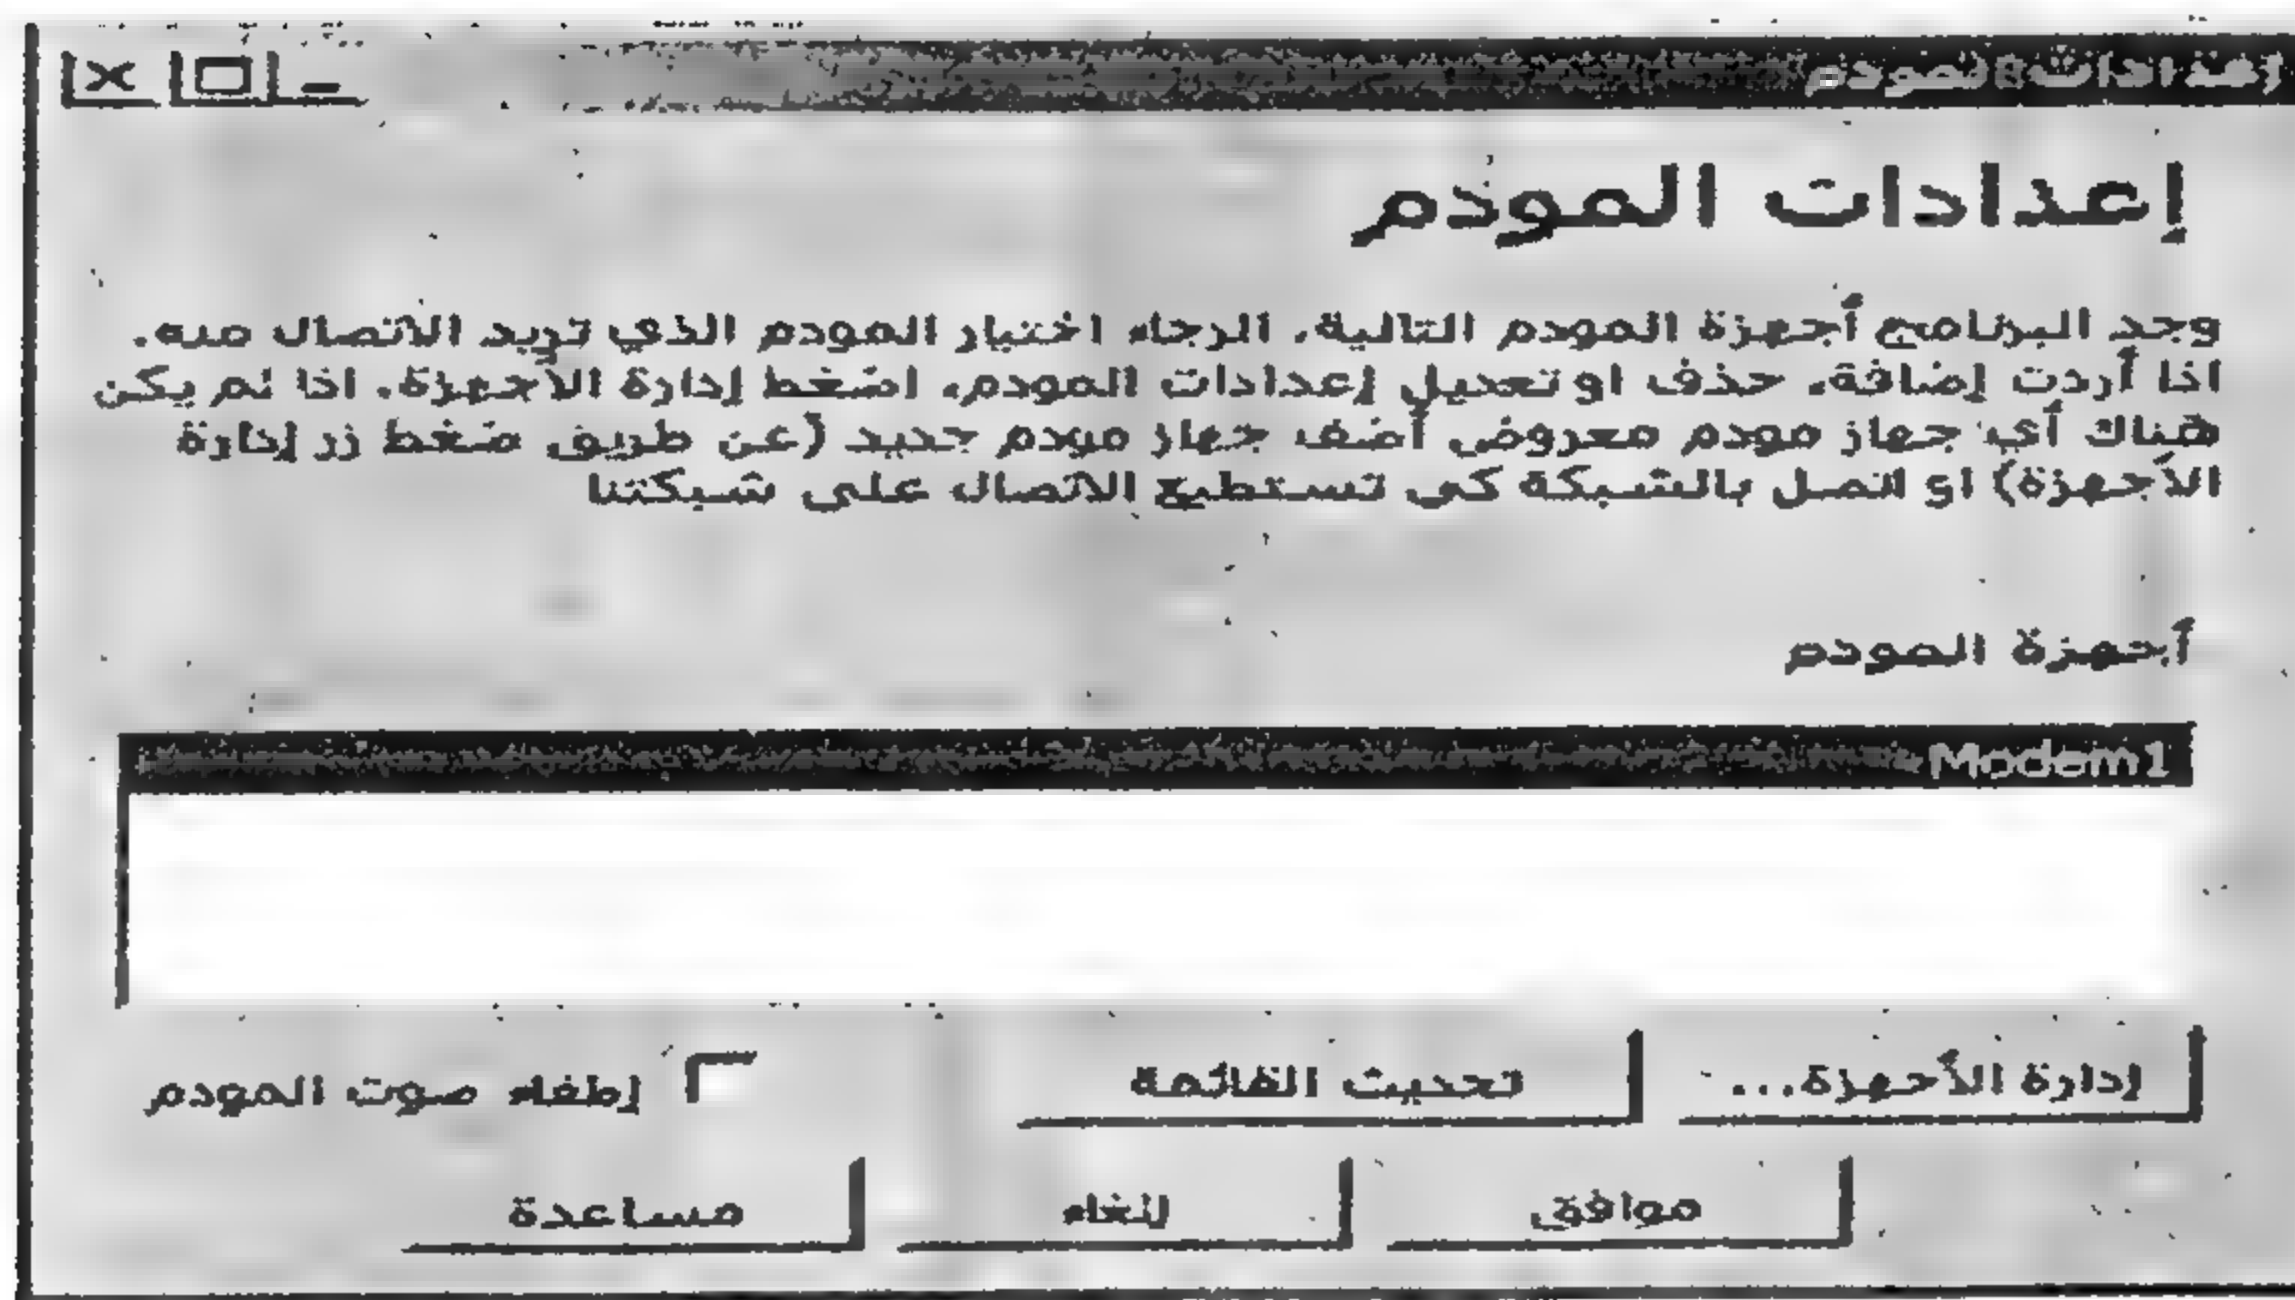 إعدادات المودم
إعدادات المودم
وجد البرنامج أجهزة المودم التالية. الرجاء اختيار المودم الذي تريد الاتصال منه.
اذا أردت إضافة، حذف او تعديل إعدادات المودم، اضغط إدارة الأجهزة. اذا لم يكن
هناك أي جهاز مودم معروض أضف جهاز مودم جديد (عن طريق ضغط زر إدارة
الأجهزة) او اتصل بالشبكة كي تستطيع الاتصال على شبكتنا
أجهزة المودم
Modem1
إدارة الأجهزة...
تحديث القائمة
إطفاء صوت المودم
موافق
إلغاء
مساعدة